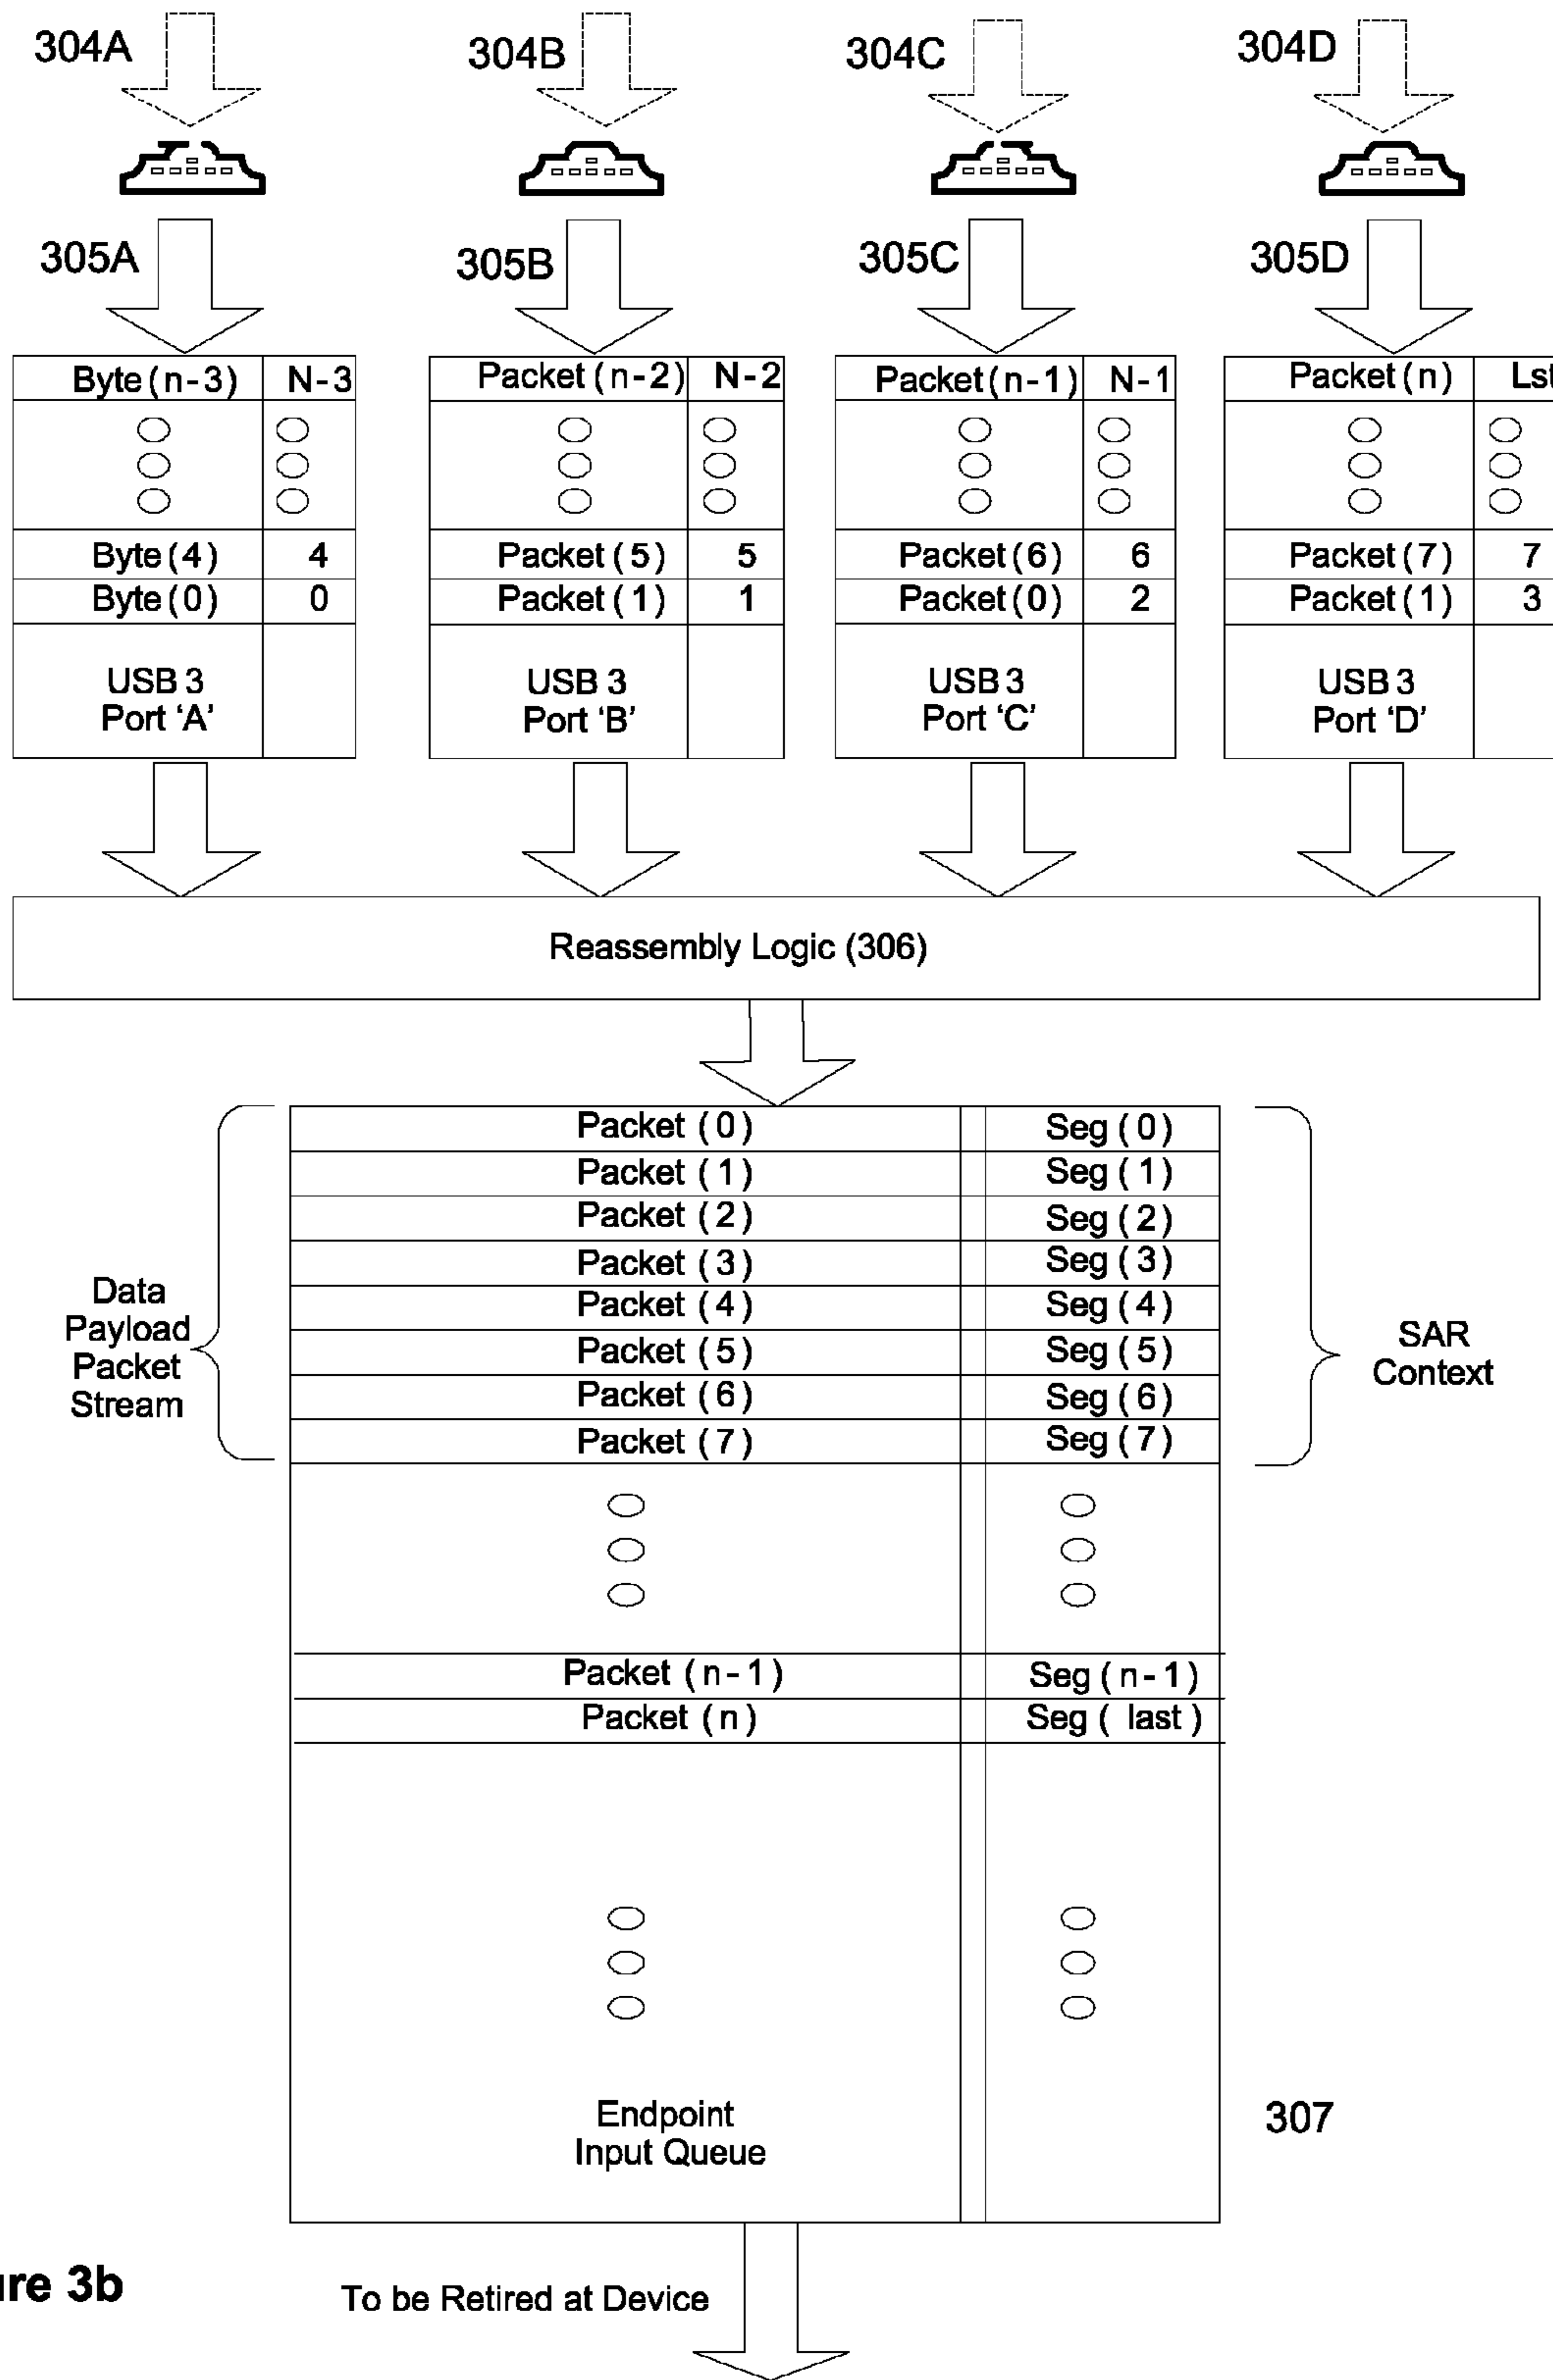 304A 304B 304C 304D
305A 305B 305C 305D
Byte (n-3) N-3 Packet (n-2) N-2 Packet (n-1) N-1 Packet (n) Lst
Byte (4) 4 Packet (5) 5 Packet (6) 6 Packet (7) 7
Byte (0) 0 Packet (1) 1 Packet (0) 2 Packet (1) 3
USB 3 USB 3 USB 3 USB 3
Port ‘A’ Port ‘B’ Port ‘C’ Port ‘D’
Reassembly Logic (306)
Packet (0) Seg (0)
Packet (1) Seg (1)
Packet (2) Seg (2)
Packet (3) Seg (3)
Packet (4) Seg (4)
Packet (5) Seg (5)
Packet (6) Seg (6)
Packet (7) Seg (7)
Data
Payload
Packet
Stream
SAR
Context
Packet (n-1) Seg (n-1)
Packet (n) Seg ( last )
Endpoint
Input Queue
307
ure 3b
To be Retired at Device